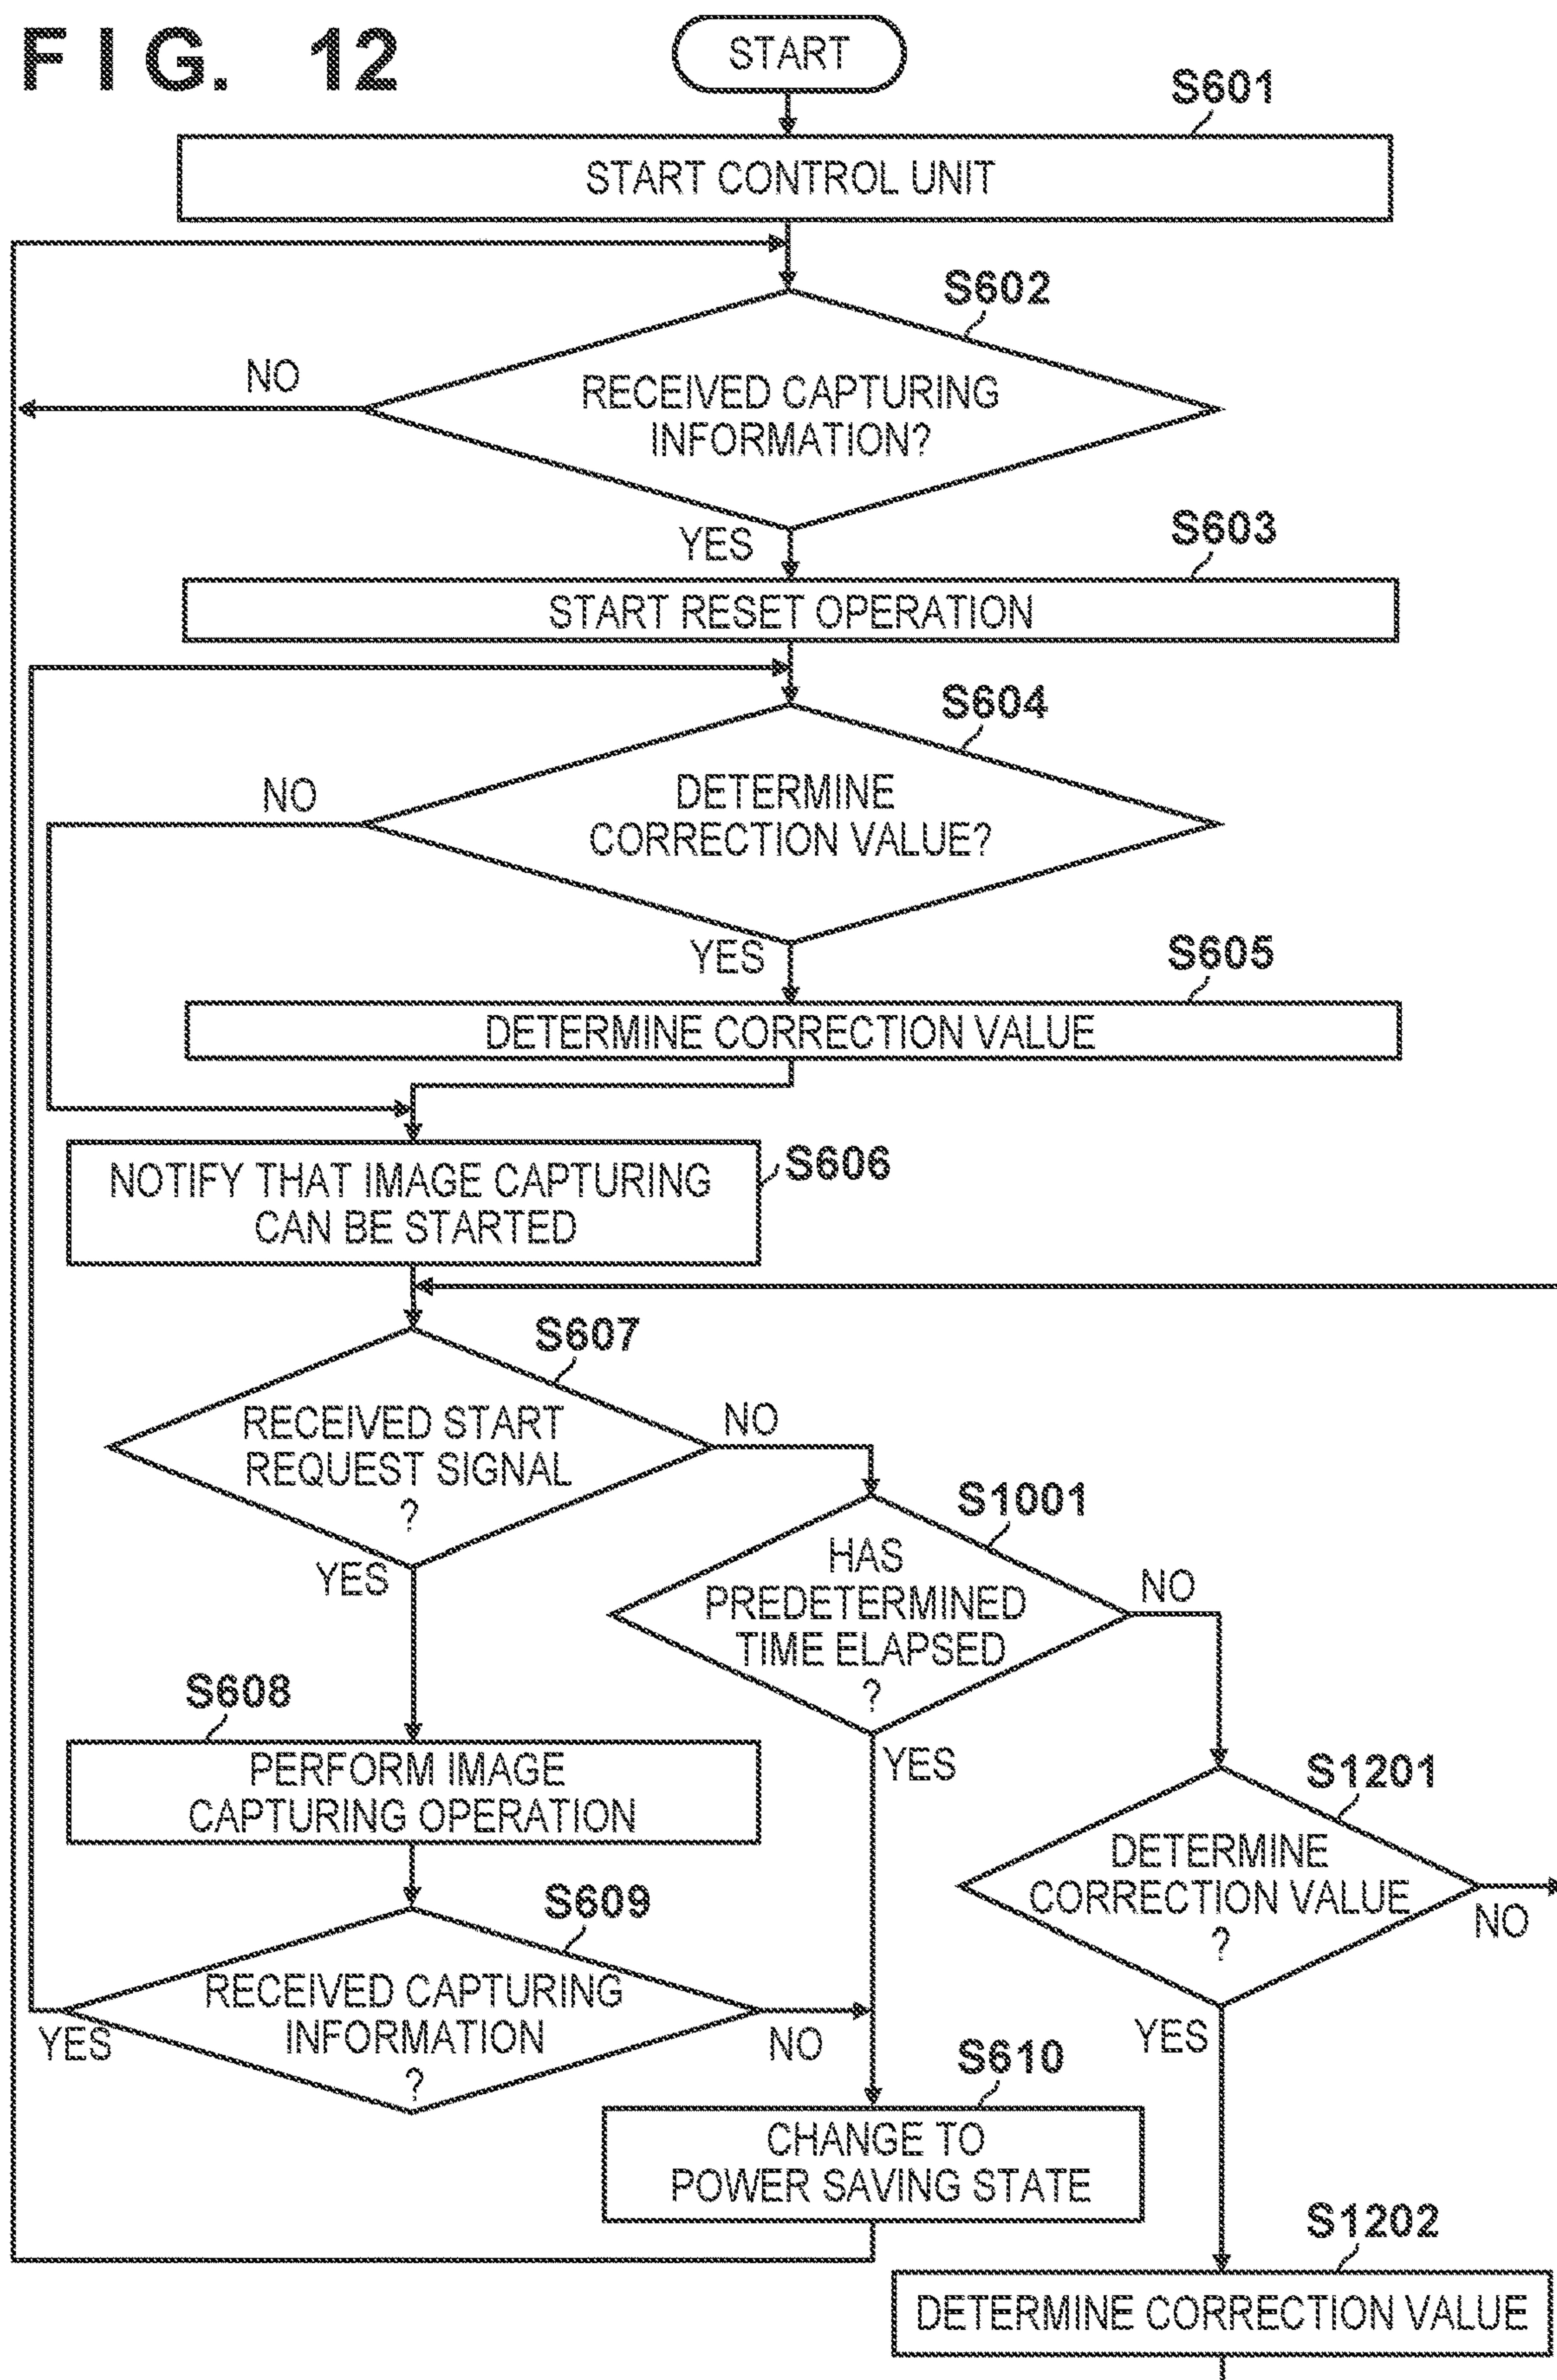 FIG. 12
START
S601
START CONTROL UNIT
S602
NO
RECEIVED CAPTURING
INFORMATION?
YES
S603
START RESET OPERATION
S604
NO
DETERMINE
CORRECTION VALUE?
YES
S605
DETERMINE CORRECTION VALUE
NOTIFY THAT IMAGE CAPTURING
CAN BE STARTED
S606
S607
RECEIVED START
REQUEST SIGNAL
?
NO
YES
S1001
HAS
PREDETERMINED
TIME ELAPSED
?
NO
YES
S608
PERFORM IMAGE
CAPTURING OPERATION
S1201
DETERMINE
CORRECTION VALUE
?
NO
YES
S609
RECEIVED CAPTURING
INFORMATION
?
YES
NO
S610
CHANGE TO
POWER SAVING STATE
S1202
DETERMINE CORRECTION VALUE